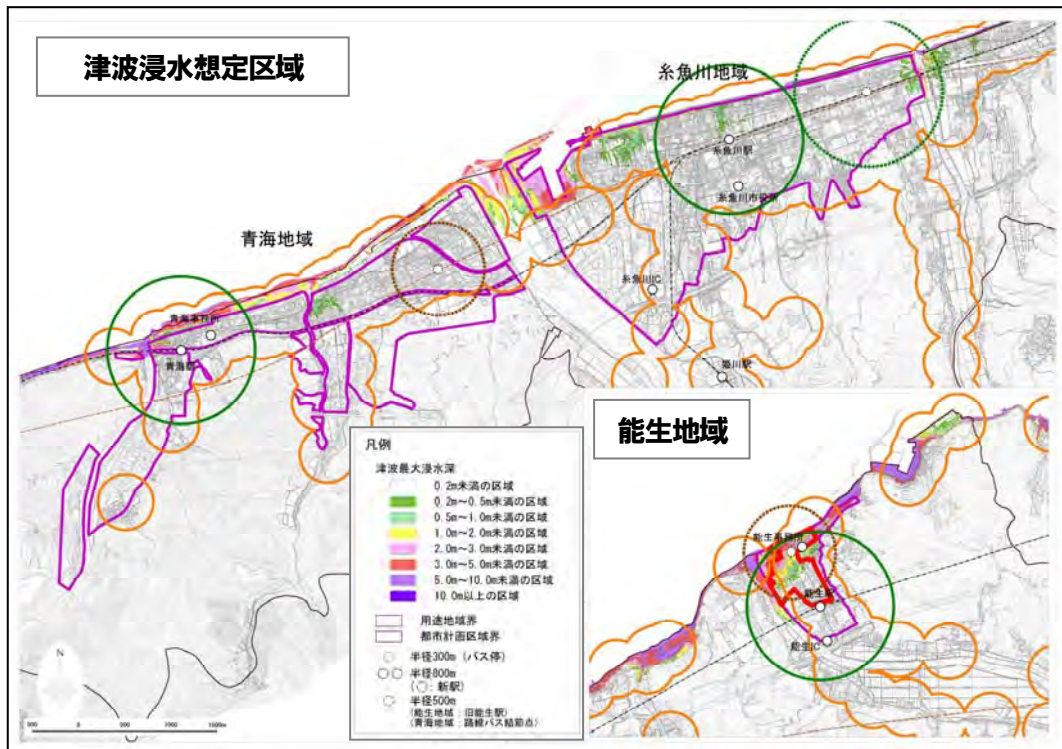 津波浸水想定区域
糸魚川地域
糸魚川駅
糸魚川市役所
青海地域
糸魚川IC
青海事務所
青海駅
姫川駅
能生地域
能生事務所
能生駅
能生IC
凡例
津波最大浸水深
0.2m未満の区域
0.2m～0.5m未満の区域
0.5m～1.0m未満の区域
1.0m～2.0m未満の区域
2.0m～3.0m未満の区域
3.0m～5.0m未満の区域
5.0m～10.0m未満の区域
10.0m以上の区域
用途地域界
都市計画区域界
半径300m（バス停）
半径800m
（○：新駅）
半径500m
（能生地域：旧能生駅）
（青海地域：路線バス結節点）
N
500 0 500 1000 1500m